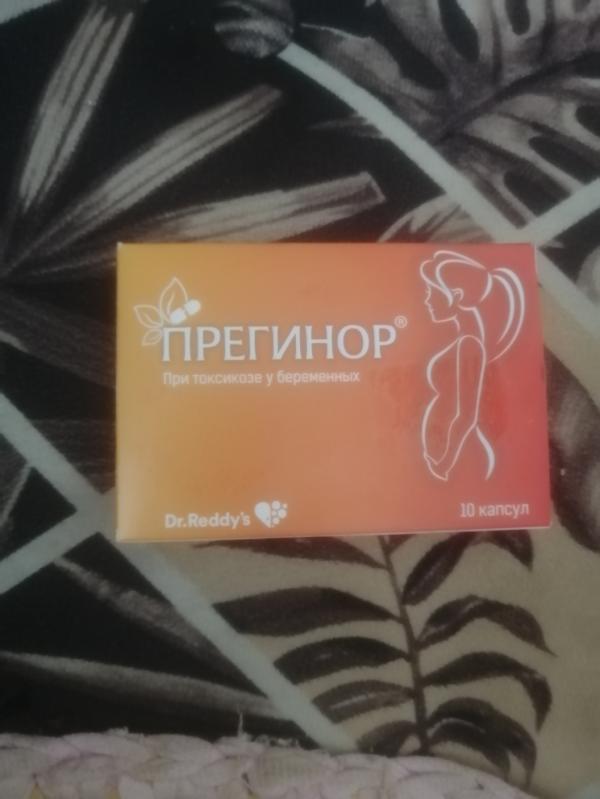 ПРЕГИНОР®
При токсикозе у беременных
Dr.Reddy's
10 капсул